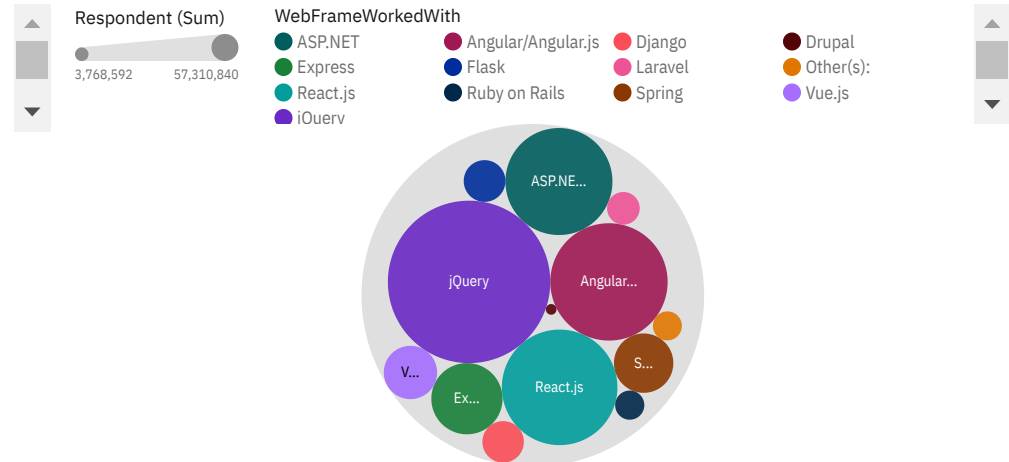 Respondent (Sum)
3,768,592 57,310,840
WebFrameWorkedWith
ASP.NET Angular/Angular.js Django Drupal
Express Flask Laravel Other(s):
React.js Ruby on Rails Spring Vue.js
jQuery
ASP.NE...
jQuery
Angular...
S...
V...
React.js
Ex...